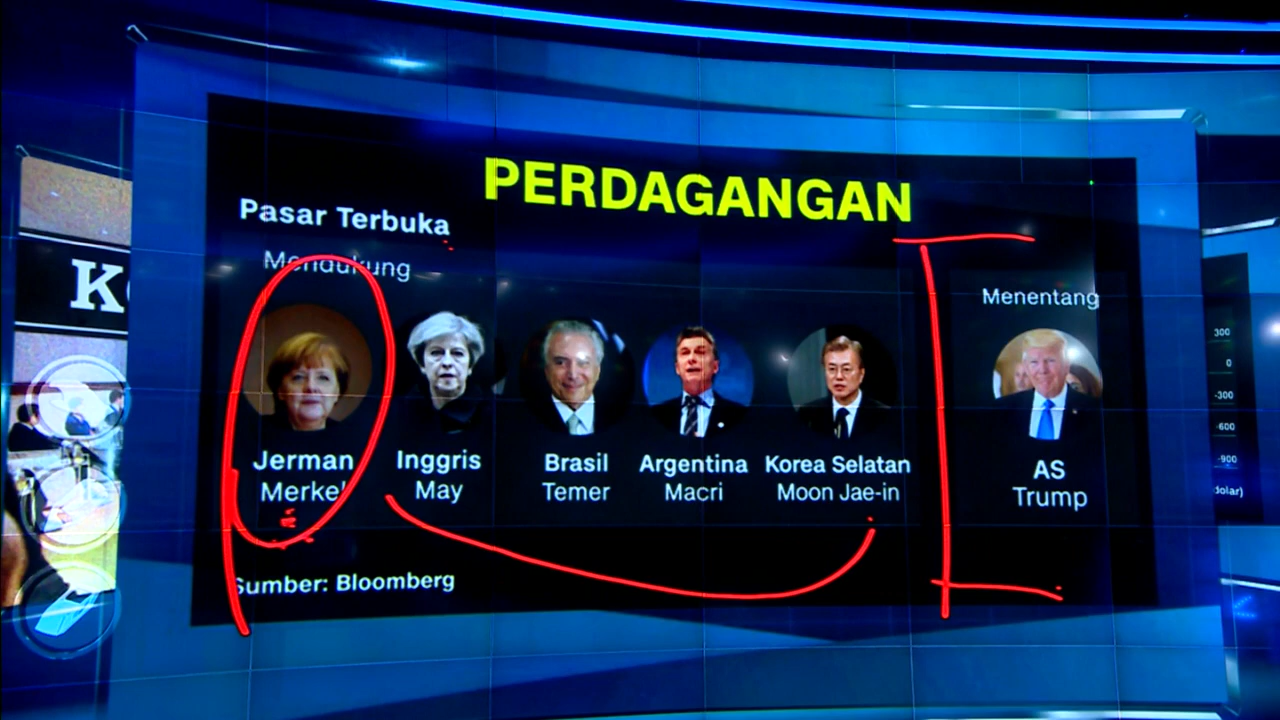 PERDAGANGAN
Pasar Terbuka
Mendukung
Menentang
Jerman
Merkel
Inggris
May
Brasil
Temer
Argentina
Macri
Korea Selatan
Moon Jae-in
AS
Trump
Sumber: Bloomberg
K
300
0
-300
-600
-900
dolar)